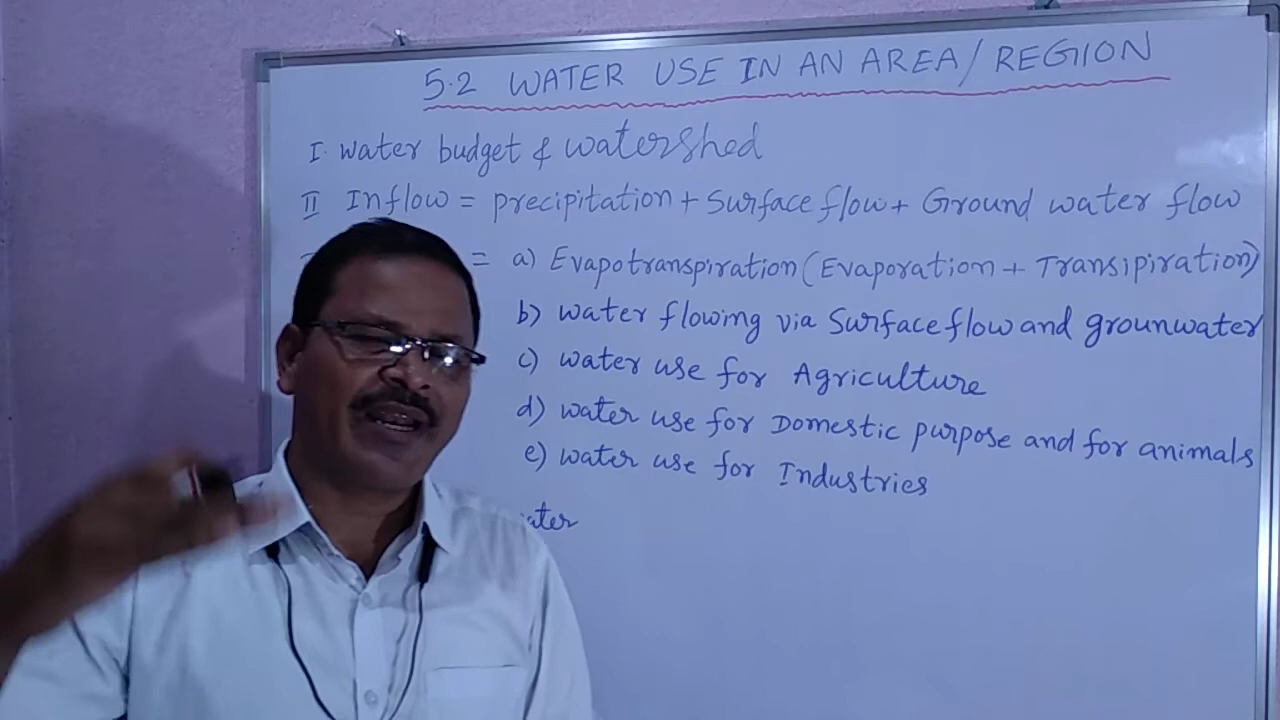 5.2 WATER USE IN AN AREA/REGION
I. water budget & watershed
II Inflow = precipitation + Surface flow + Ground water flow
= a) Evapotranspiration (Evaporation + Transipiration)
b) water flowing via Surface flow and grounwater
c) water use for Agriculture
d) water use for Domestic purpose and for animals
e) water use for Industries
ater